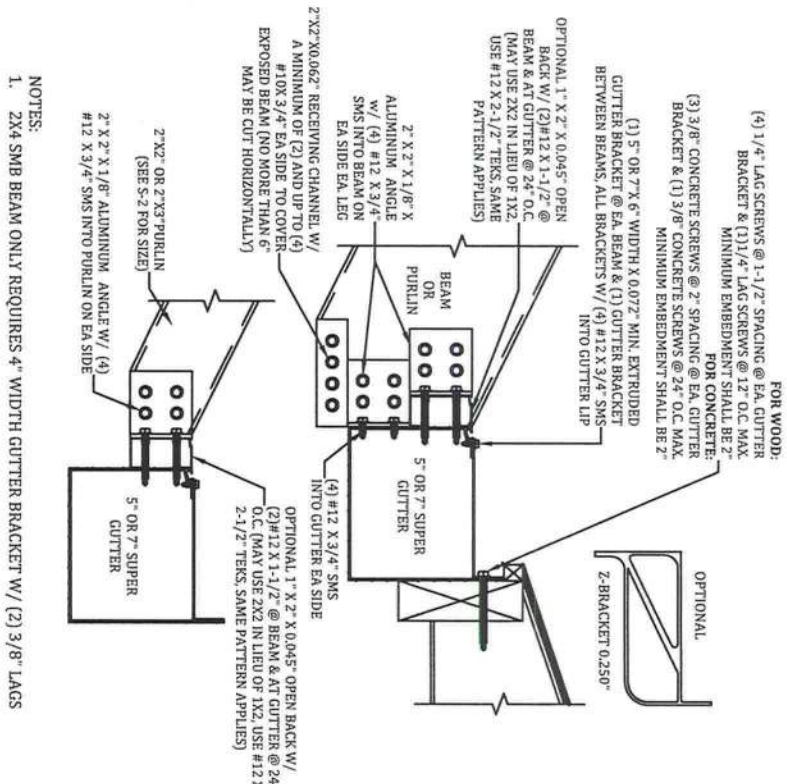 FOR WOOD:
(4) 1/4" LAG SCREWS @ 1-1/2" SPACING @ EA. GUTTER
BRACKET & (1)1/4" LAG SCREWS @ 12" O.C. MAX.
MINIMUM EMBEDMENT SHALL BE 2"
FOR CONCRETE:
(3) 3/8" CONCRETE SCREWS @ 2" SPACING @ EA. GUTTER
BRACKET & (1) 3/8" CONCRETE SCREWS @ 24" O.C. MAX.
MINIMUM EMBEDMENT SHALL BE 2"
(1) 5" OR 7"X 6" WIDTH X 0.072" MIN. EXTRUDED
GUTTER BRACKET @ EA. BEAM & (1) GUTTER BRACKET
BETWEEN BEAMS, ALL BRACKETS W/ (4) #12 X 3/4" SMS
INTO GUTTER LIP
OPTIONAL 1" X 2" X 0.045" OPEN
BACK W/ (2)#12 X 1-1/2" @
BEAM & AT GUTTER @ 24" O.C.
(MAY USE 2X2 IN LIEU OF 1X2,
USE #12 X 2-1/2" TEKS, SAME
PATTERN APPLIES)
2" X 2" X 1/8" X
ALUMINUM ANGLE
w/ (4) #12 X 3/4"
SMS INTO BEAM ON
EA SIDE EA. LEG
2"X2"X0.062" RECEIVING CHANNEL W/
A MINIMUM OF (2) AND UP TO (4)
#10X 3/4" EA SIDE TO COVER
EXPOSED BEAM (NO MORE THAN 6"
MAY BE CUT HORIZONTALLY)
OPTIONAL
Z-BRACKET 0.250"
BEAM
OR
PURLIN
5" OR 7" SUPER
GUTTER
(4) #12 X 3/4" SMS
INTO GUTTER EA SIDE
OPTIONAL 1" X 2" X 0.045" OPEN BACK W/
(2)#12 X 1-1/2" @ BEAM & AT GUTTER @ 24
O.C. (MAY USE 2X2 IN LIEU OF 1X2, USE #12 X
2-1/2" TEKS, SAME PATTERN APPLIES)
2"X2" OR 2"X3"PURLIN
(SEE S-2 FOR SIZE)
2" X 2" X 1/8" ALUMINUM ANGLE W/ (4)
#12 X 3/4" SMS INTO PURLIN ON EA SIDE
5" OR 7" SUPER
GUTTER
NOTES:
1. 2X4 SMB BEAM ONLY REQUIRES 4" WIDTH GUTTER BRACKET W/ (2) 3/8" LAGS